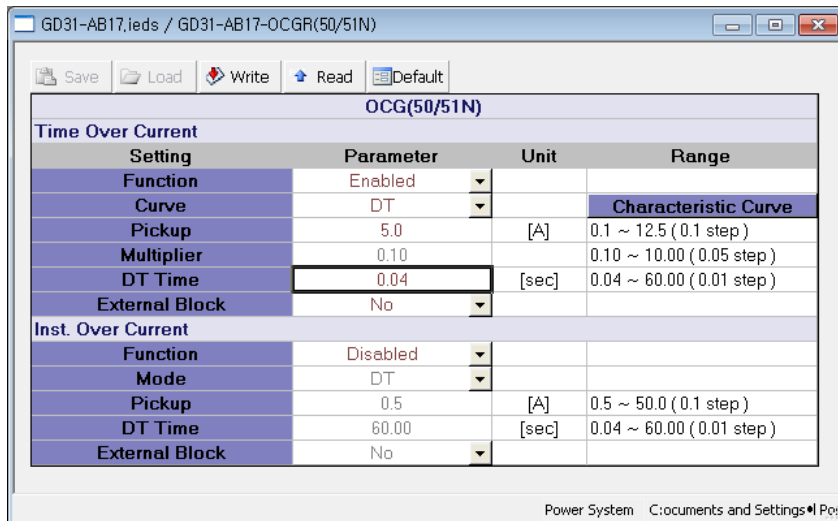 GD31-AB17,ieds / GD31-AB17-OCGR(50/51N)
Save Load Write Read Default
OCG(50/51N)
Time Over Current
Setting Parameter Unit Range
Function Enabled
Curve DT Characteristic Curve
Pickup 5.0 [A] 0.1 ~ 12.5 ( 0.1 step )
Multiplier 0.10 0.10 ~ 10.00 ( 0.05 step )
DT Time 0.04 [sec] 0.04 ~ 60.00 ( 0.01 step )
External Block No
Inst. Over Current
Function Disabled
Mode DT
Pickup 0.5 [A] 0.5 ~ 50.0 ( 0.1 step )
DT Time 60.00 [sec] 0.04 ~ 60.00 ( 0.01 step )
External Block No
Power System C:ocuments and Settings